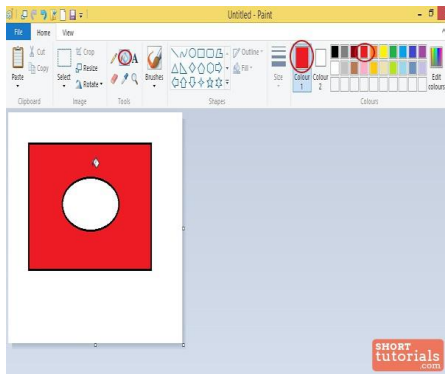 Untitled - Paint
File Home View
Paste
Cut
Copy
Clipboard
Select
Crop
Resize
Rotate
Image
A
Tools
Brushes
Outline
Fill
Shapes
Size
Colour 1
Colour 2
Edit colours
Colours
SHORT
tutorials
.com